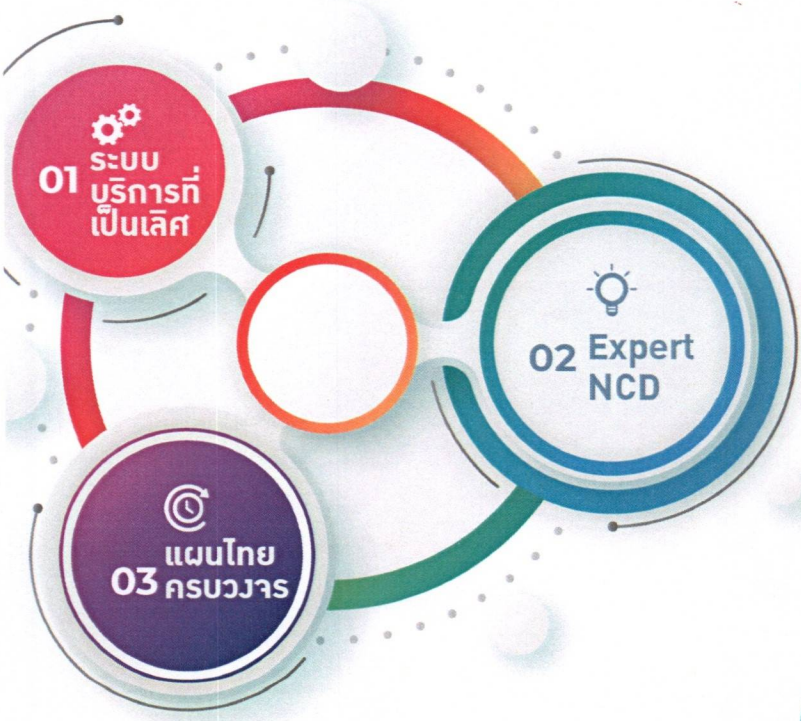 01 ระบบ
บริการที่
เป็นเลิศ
02 Expert
NCD
03 แผนไทย
ครบวงจร